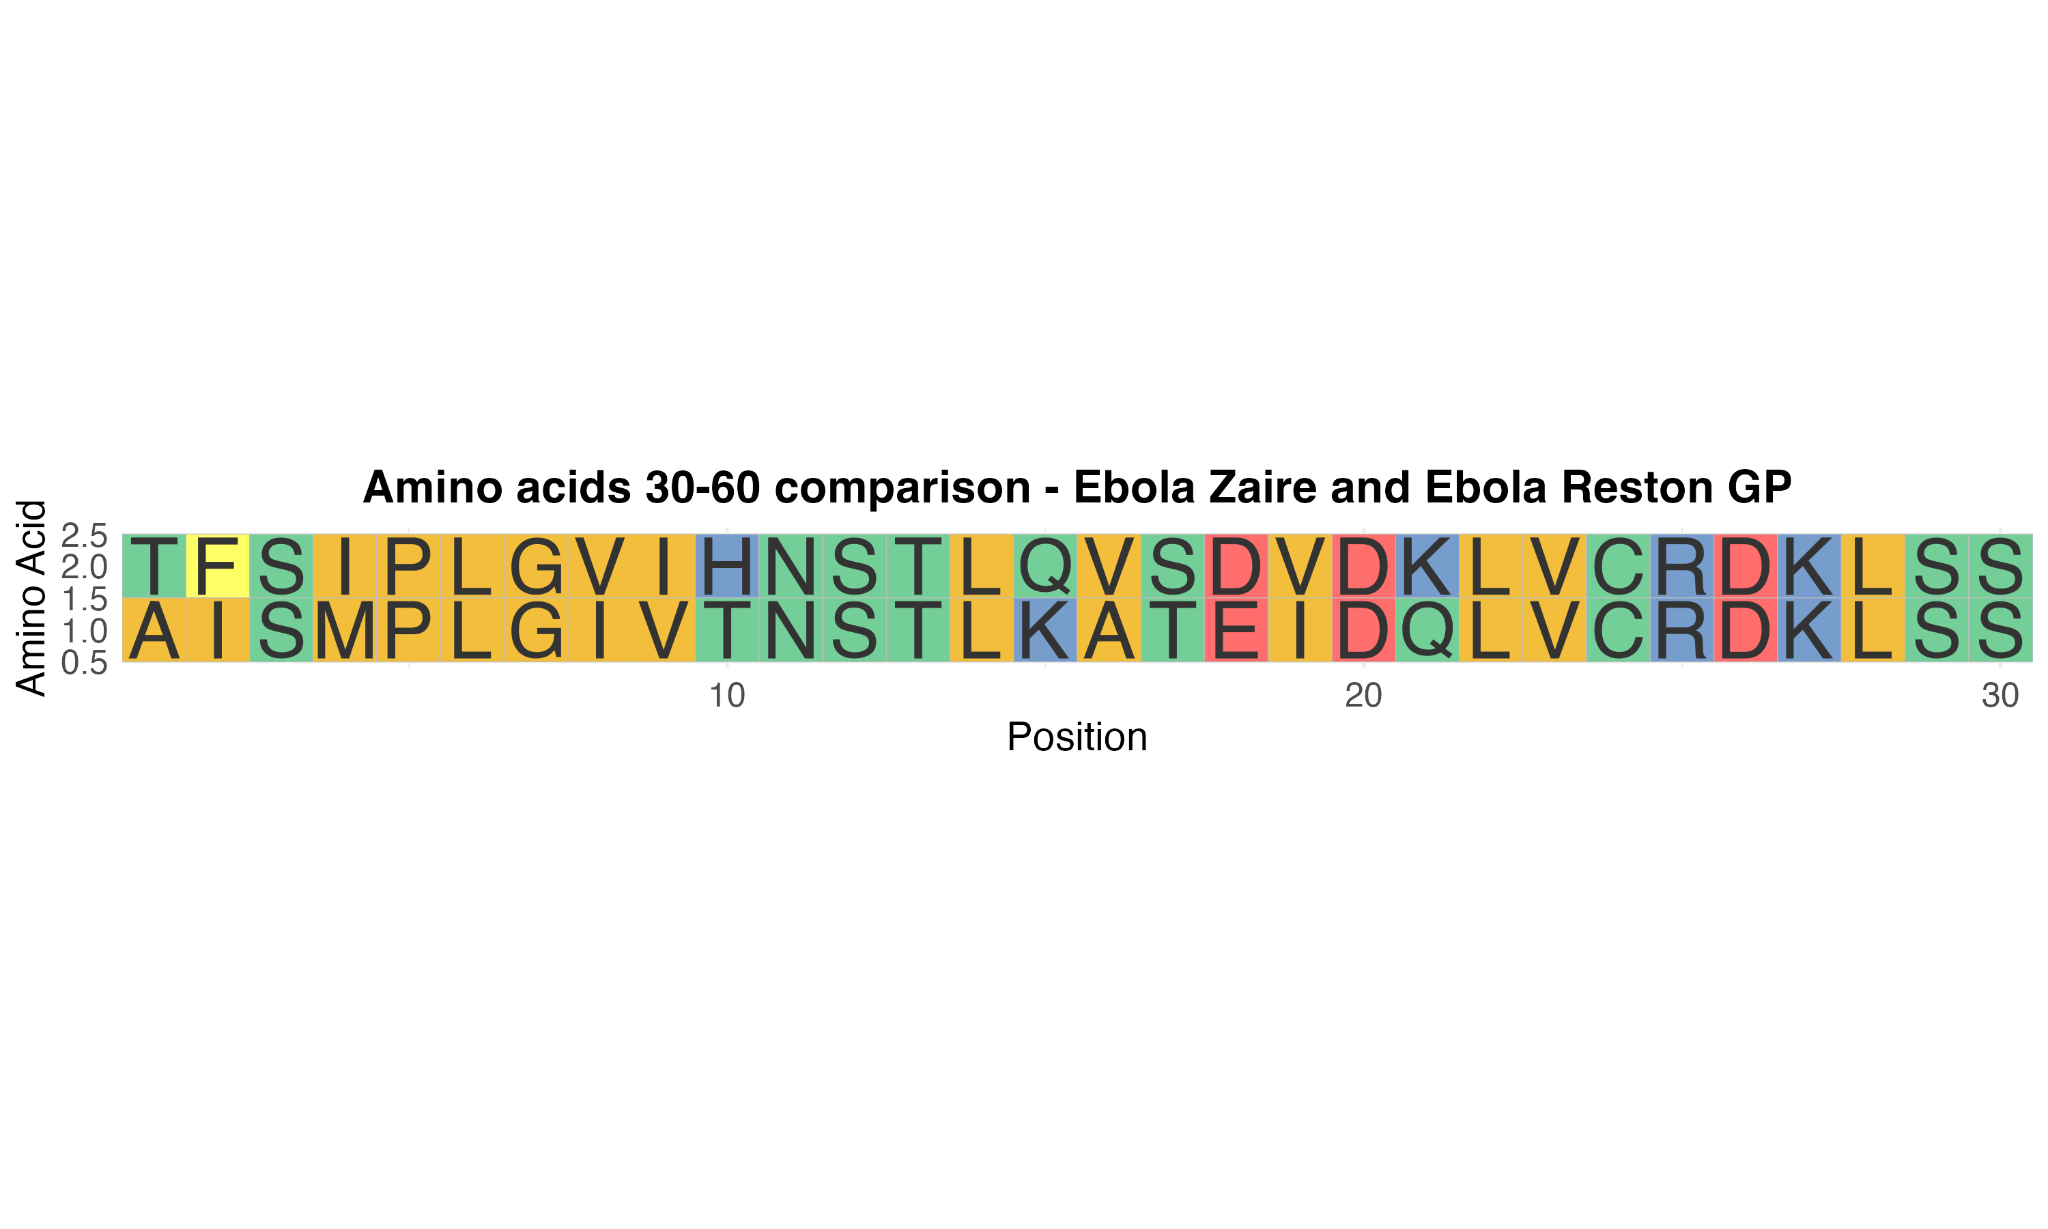 Amino acids 30-60 comparison - Ebola Zaire and Ebola Reston GP
Amino Acid
2.5
2.0
1.5
1.0
0.5
T F S I P L G V I H N S T L Q V S D V D K L V C R D K L S S
A I S M P L G I V T N S T L K A T E I D Q L V C R D K L S S
10 20 30
Position